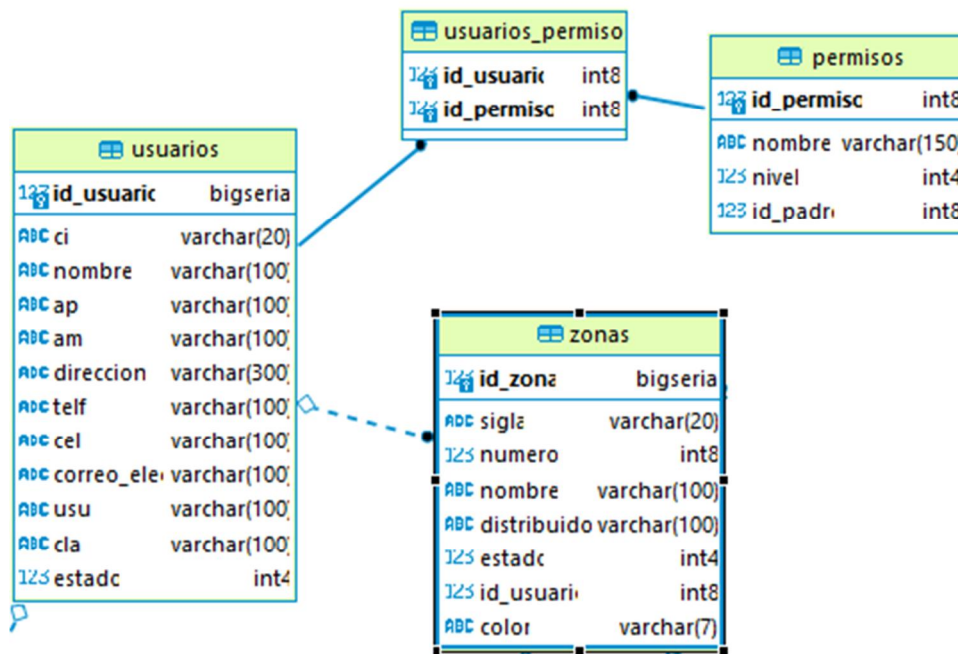 usuarios_permiso
id_usuaric int8
id_permisc int8
permisos
id_permisc int8
nombre varchar(150)
nivel int4
id_padr int8
usuarios
id_usuaric bigseria
ci varchar(20)
nombre varchar(100)
ap varchar(100)
am varchar(100)
direccion varchar(300)
telf varchar(100)
cel varchar(100)
correo_ele varchar(100)
usu varchar(100)
cla varchar(100)
estado int4
zonas
id_zona bigseria
sigla varchar(20)
numero int8
nombre varchar(100)
distribuido varchar(100)
estado int4
id_usuari int8
color varchar(7)